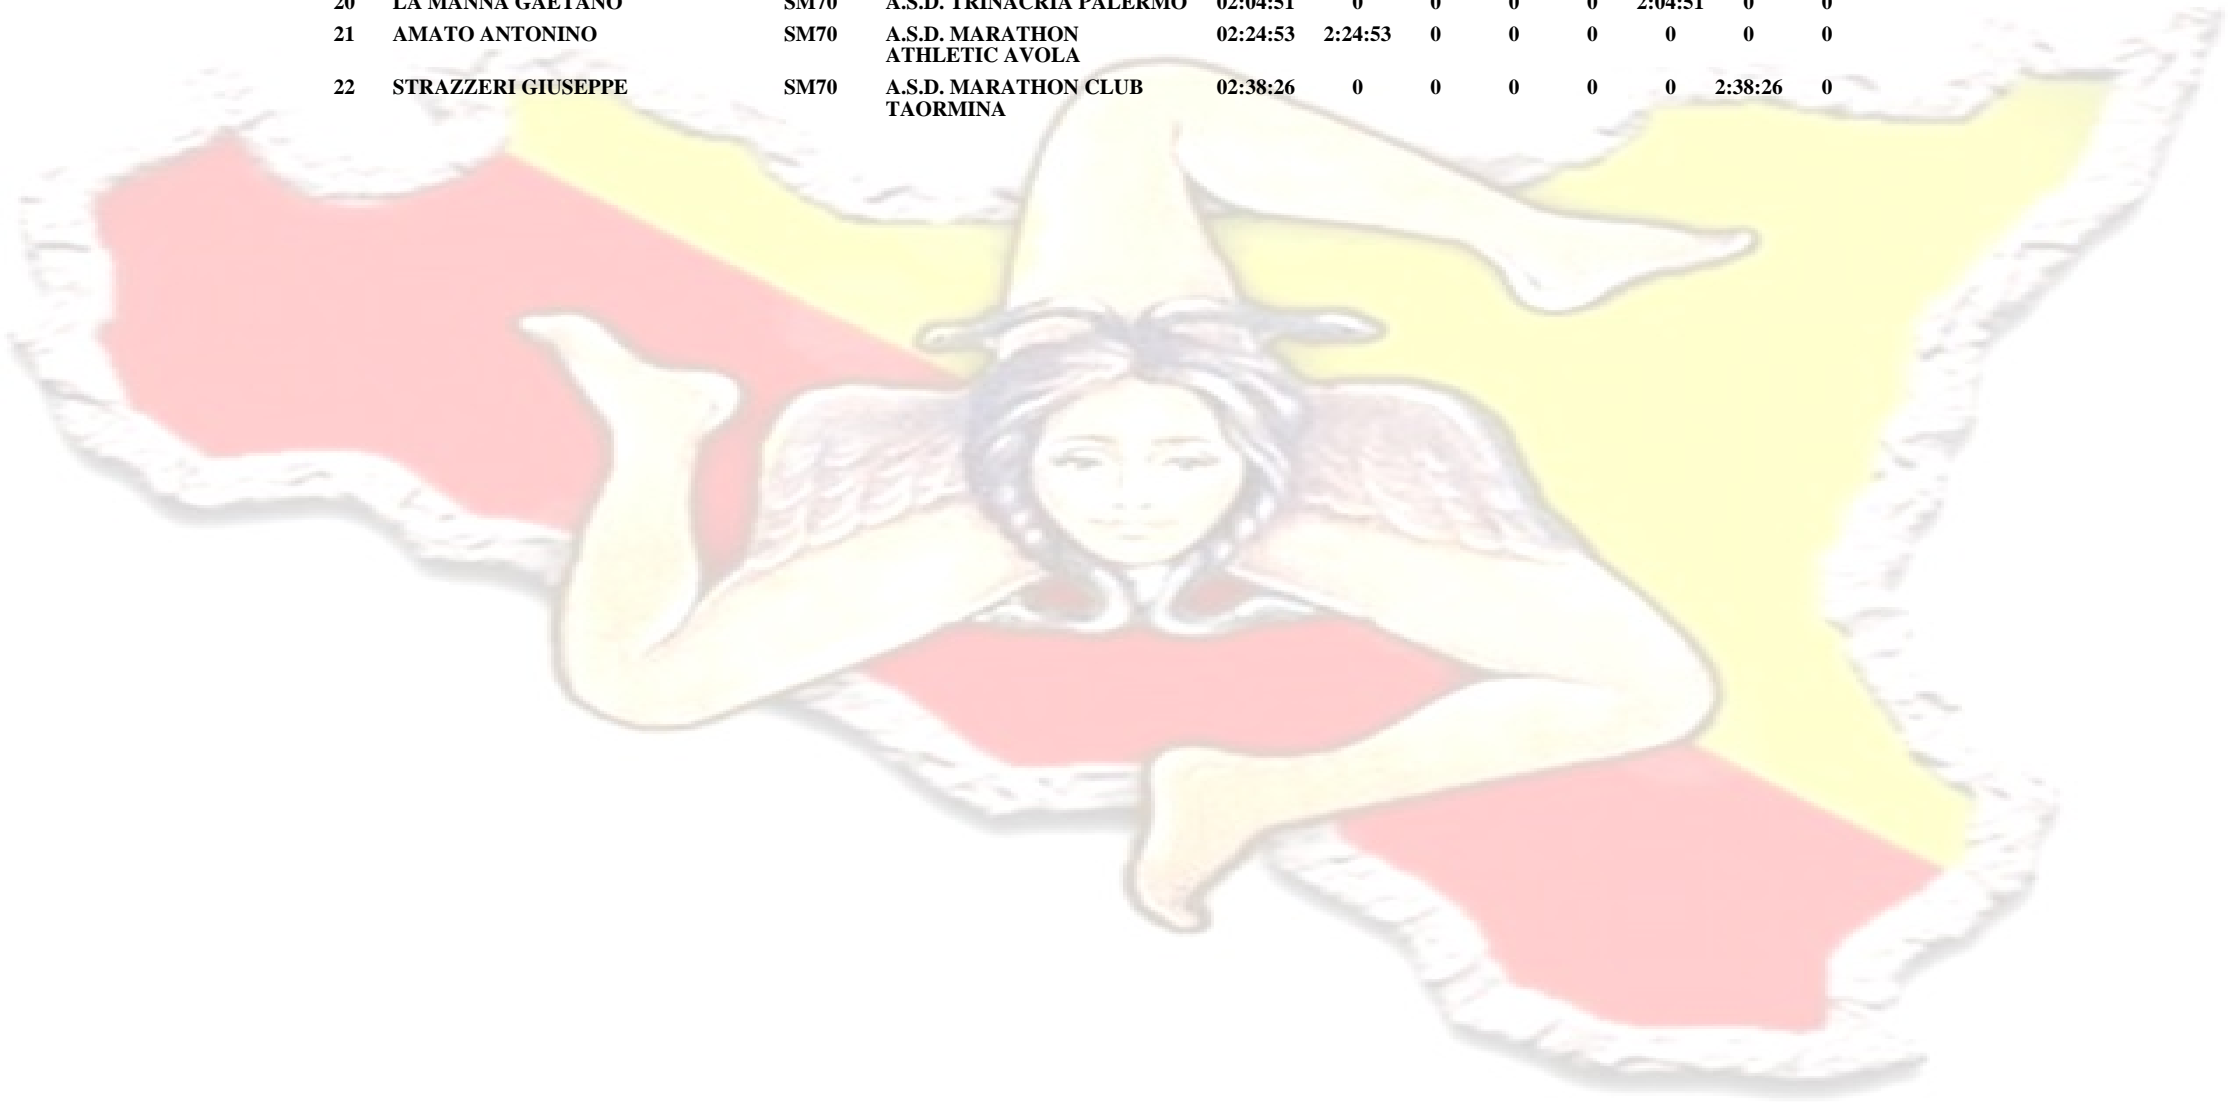 20 LA MANNA GAETANO SM70 A.S.D. TRINACRIA PALERMO 02:04:51 0 0 0 0 2:04:51 0 0
21 AMATO ANTONINO SM70 A.S.D. MARATHON 02:24:53 2:24:53 0 0 0 0 0 0
ATHLETIC AVOLA
22 STRAZZERI GIUSEPPE SM70 A.S.D. MARATHON CLUB 02:38:26 0 0 0 0 0 2:38:26 0
TAORMINA